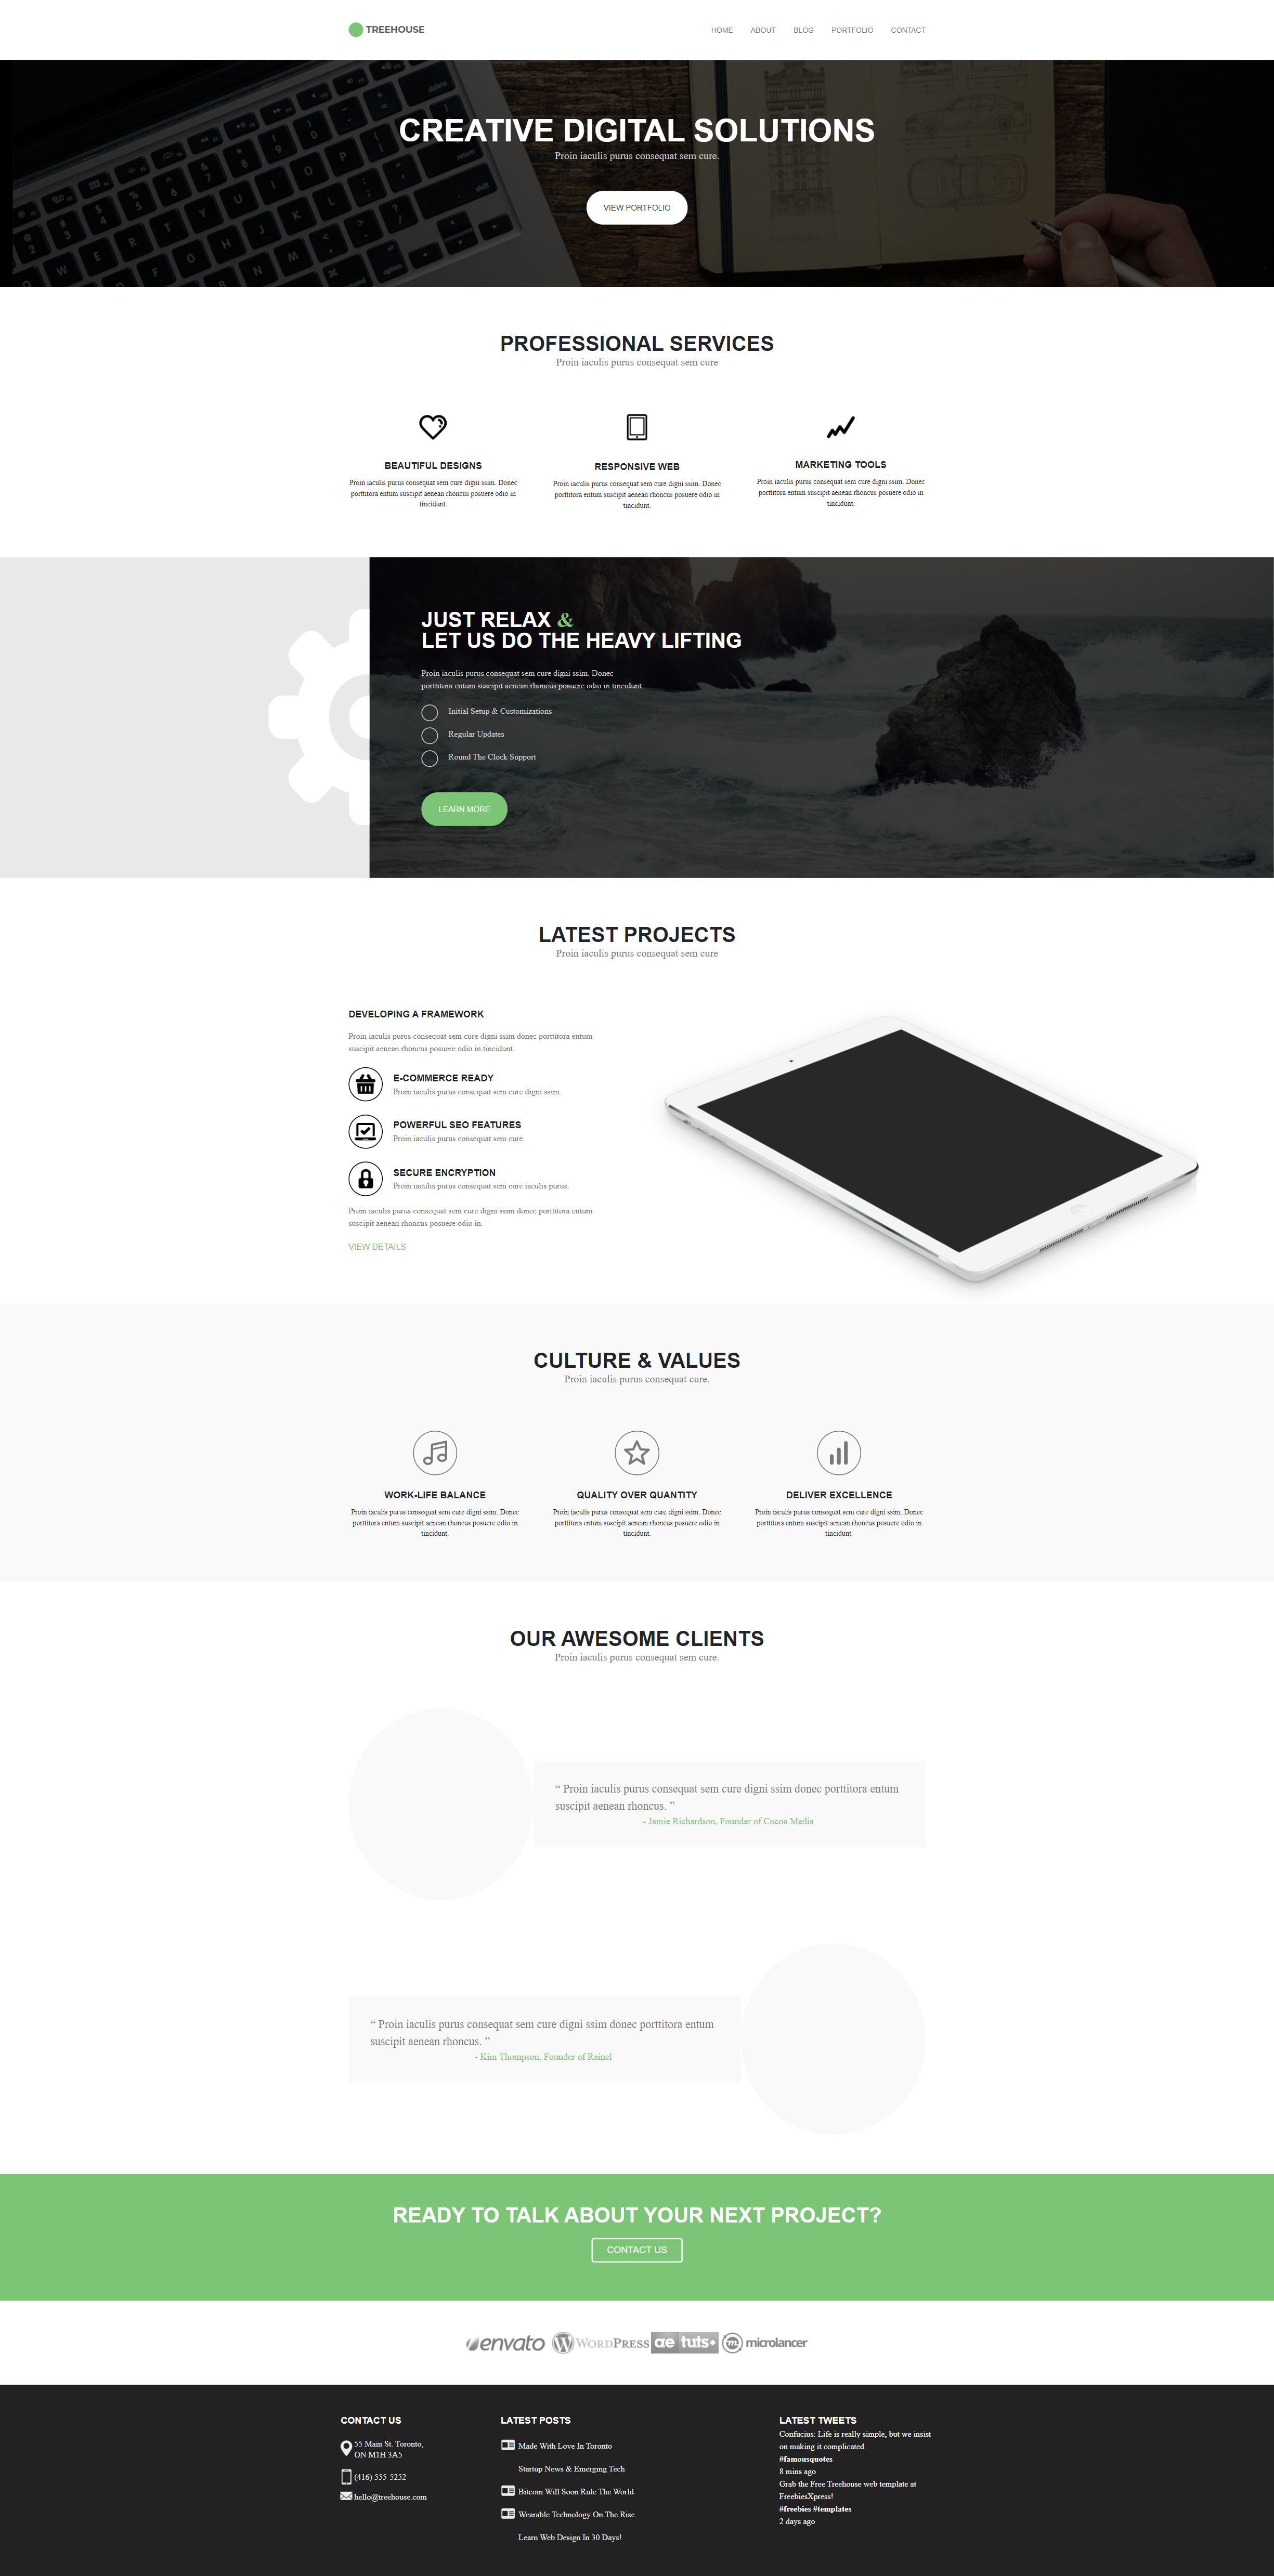 TREEHOUSE
HOME ABOUT BLOG PORTFOLIO CONTACT
CREATIVE DIGITAL SOLUTIONS
Proin iaculis purus consequat sem cure.
VIEW PORTFOLIO
PROFESSIONAL SERVICES
Proin iaculis purus consequat sem cure
BEAUTIFUL DESIGNS
Proin iaculis purus consequat sem cure digni ssim. Donec
porttitora entum suscipit aenean rhoncus posuere odio in
tincidunt.
RESPONSIVE WEB
Proin iaculis purus consequat sem cure digni ssim. Donec
porttitora entum suscipit aenean rhoncus posuere odio in
tincidunt.
MARKETING TOOLS
Proin iaculis purus consequat sem cure digni ssim. Donec
porttitora entum suscipit aenean rhoncus posuere odio in
tincidunt.
JUST RELAX &
LET US DO THE HEAVY LIFTING
Proin iaculis purus consequat sem cure digni ssim. Donec
porttitora entum suscipit aenean rhoncus posuere odio in tincidunt.
Initial Setup & Customizations
Regular Updates
Round The Clock Support
LEARN MORE
LATEST PROJECTS
Proin iaculis purus consequat sem cure
DEVELOPING A FRAMEWORK
Proin iaculis purus consequat sem cure digni ssim donec porttitora entum
suscipit aenean rhoncus posuere odio in tincidunt.
E-COMMERCE READY
Proin iaculis purus consequat sem cure digni ssim.
POWERFUL SEO FEATURES
Proin iaculis purus consequat sem cure.
SECURE ENCRYPTION
Proin iaculis purus consequat sem cure iaculis purus.
Proin iaculis purus consequat sem cure digni ssim donec porttitora entum
suscipit aenean rhoncus posuere odio in.
VIEW DETAILS
CULTURE & VALUES
Proin iaculis purus consequat cure.
WORK-LIFE BALANCE
Proin iaculis purus consequat sem cure digni ssim. Donec
porttitora entum suscipit aenean rhoncus posuere odio in
tincidunt.
QUALITY OVER QUANTITY
Proin iaculis purus consequat sem cure digni ssim. Donec
porttitora entum suscipit aenean rhoncus posuere odio in
tincidunt.
DELIVER EXCELLENCE
Proin iaculis purus consequat sem cure digni ssim. Donec
porttitora entum suscipit aenean rhoncus posuere odio in
tincidunt.
OUR AWESOME CLIENTS
Proin iaculis purus consequat sem cure.
“ Proin iaculis purus consequat sem cure digni ssim donec porttitora entum
suscipit aenean rhoncus. ”
- Jamie Richardson, Founder of Cocoa Media
“ Proin iaculis purus consequat sem cure digni ssim donec porttitora entum
suscipit aenean rhoncus. ”
- Kim Thompson, Founder of Rainel
READY TO TALK ABOUT YOUR NEXT PROJECT?
CONTACT US
envato WORDPRESS ae tuts+ m microlancer
CONTACT US
55 Main St. Toronto,
ON M1H 3A5
(416) 555-5252
hello@treehouse.com
LATEST POSTS
Made With Love In Toronto
Startup News & Emerging Tech
Bitcoin Will Soon Rule The World
Wearable Technology On The Rise
Learn Web Design In 30 Days!
LATEST TWEETS
Confucius: Life is really simple, but we insist
on making it complicated.
#famousquotes
8 mins ago
Grab the Free Treehouse web template at
FreebiesXpress!
#freebies #templates
2 days ago